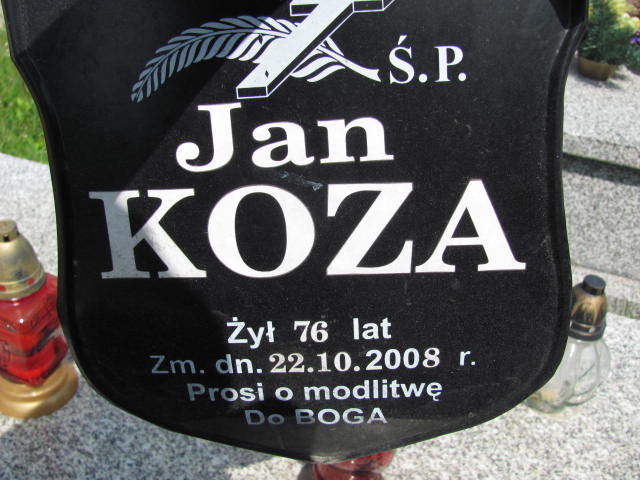 Ś.P.
Jan
KOZA
Żył 76 lat
Zm. dn. 22.10.2008 r.
Prosi o modlitwę
Do BOGA